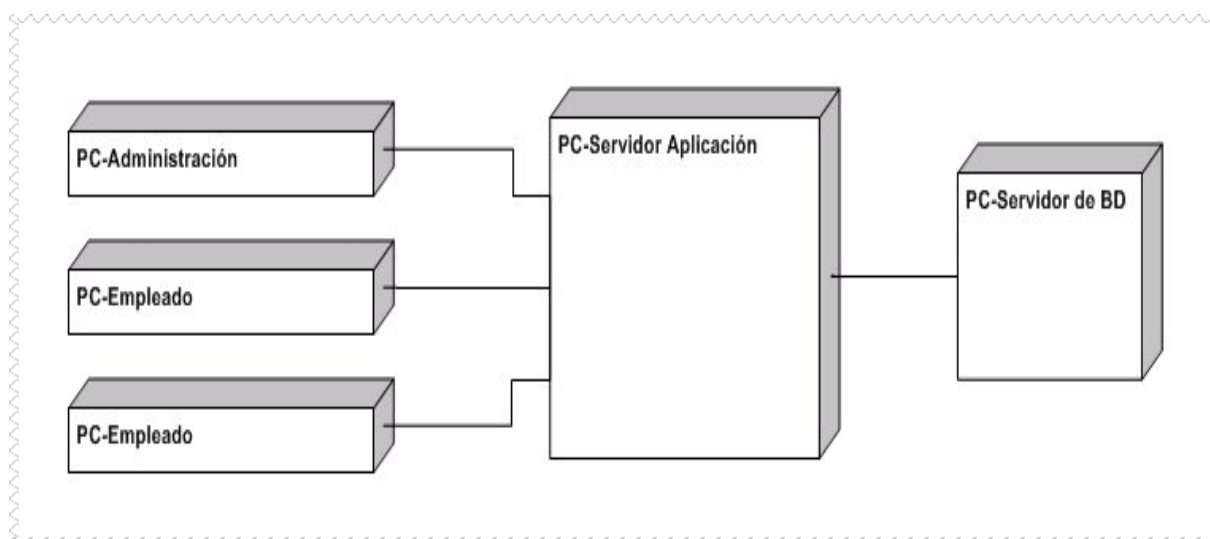 PC-Administración
PC-Empleado
PC-Empleado
PC-Servidor Aplicación
PC-Servidor de BD